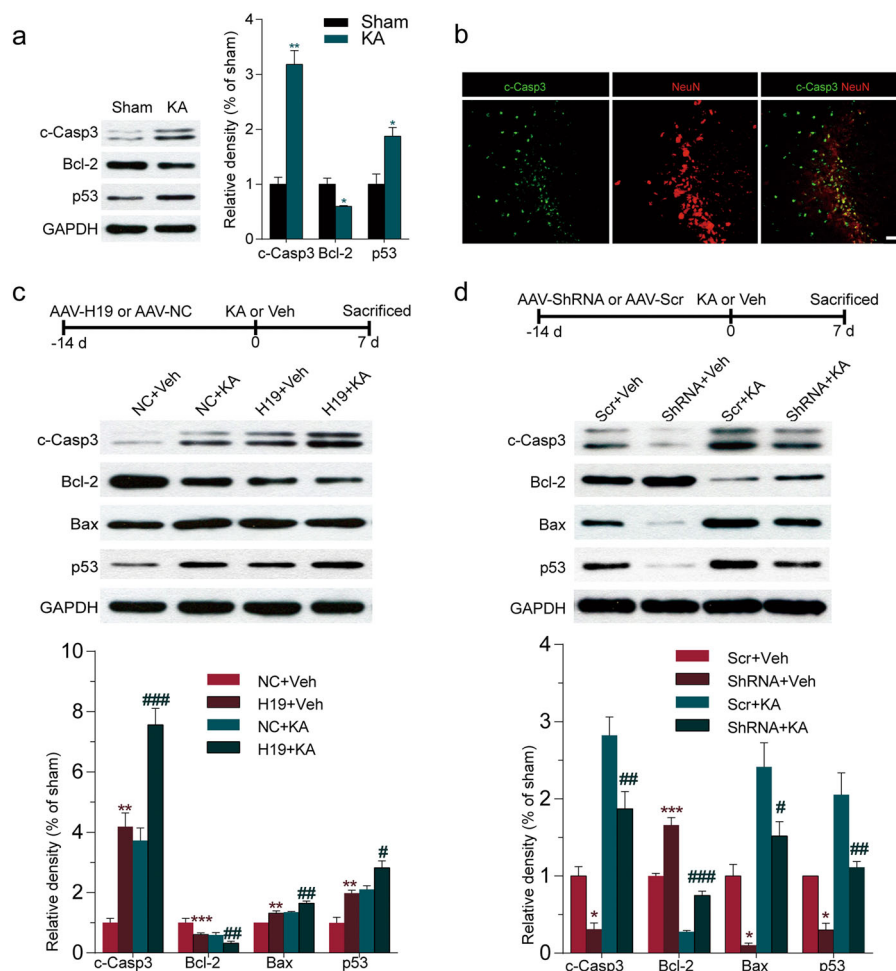 a
Sham
KA
Relative density (% of sham)
4
3
2
1
0
**
*
*
c-Casp3 Bcl-2 p53
Sham KA
c-Casp3
Bcl-2
p53
GAPDH
b
c-Casp3 NeuN c-Casp3 NeuN
c
AAV-H19 or AAV-NC KA or Veh Sacrificed
-14 d 0 7 d
NC+Veh NC+KA H19+Veh H19+KA
c-Casp3
Bcl-2
Bax
p53
GAPDH
Relative density (% of sham)
10
8
6
4
2
0
NC+Veh
H19+Veh
NC+KA
H19+KA
** ###
*** ##
** ##
** #
c-Casp3 Bcl-2 Bax p53
d
AAV-ShRNA or AAV-Scr KA or Veh Sacrificed
-14 d 0 7 d
Scr+Veh ShRNA+Veh Scr+KA ShRNA+KA
c-Casp3
Bcl-2
Bax
p53
GAPDH
Relative density (% of sham)
4
3
2
1
0
Scr+Veh
ShRNA+Veh
Scr+KA
ShRNA+KA
* ##
*** ###
* #
* ##
c-Casp3 Bcl-2 Bax p53